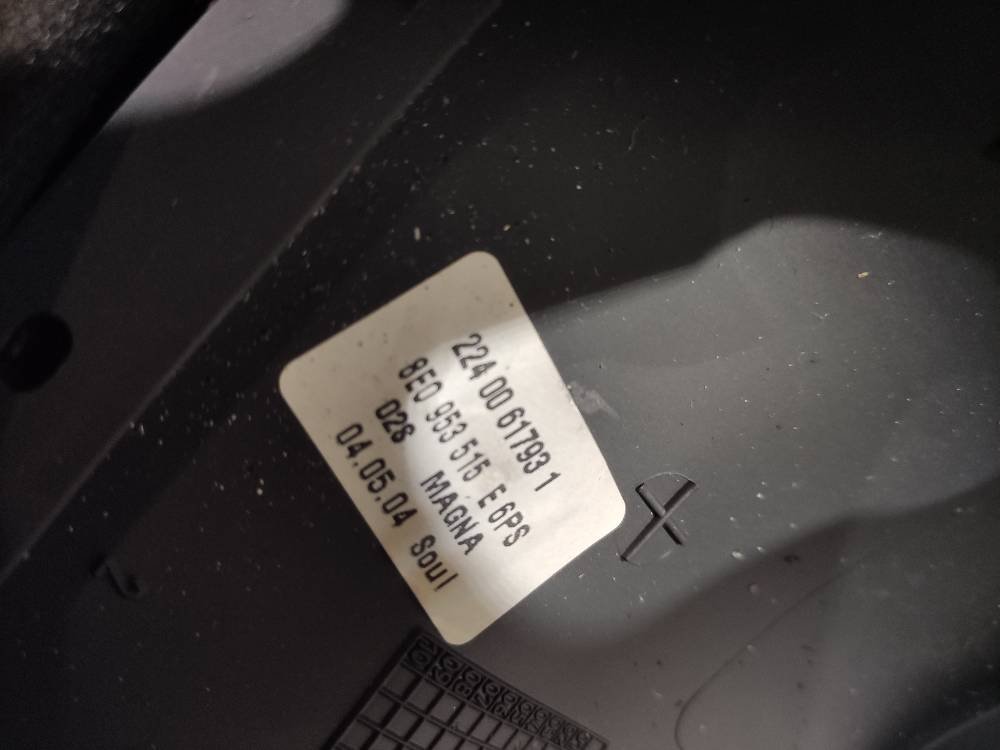 224 00 61793 1
8E0 953 515 E 6PS
02S MAGNA
04.05.04 Soul